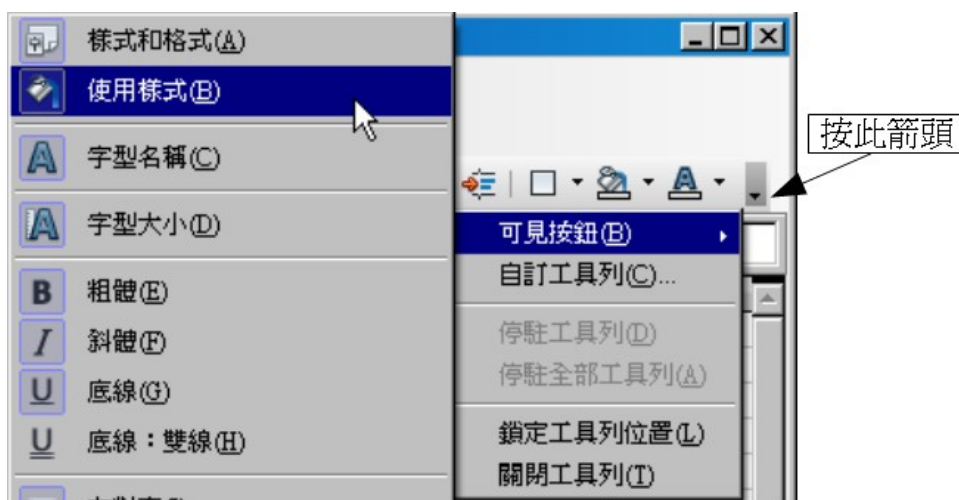 樣式和格式(A)
使用樣式(B)
字型名稱(C)
字型大小(D)
粗體(E)
斜體(F)
底線(G)
底線：雙線(H)
按此箭頭
可見按鈕(B)
自訂工具列(C)...
停駐工具列(D)
停駐全部工具列(A)
鎖定工具列位置(L)
關閉工具列(T)